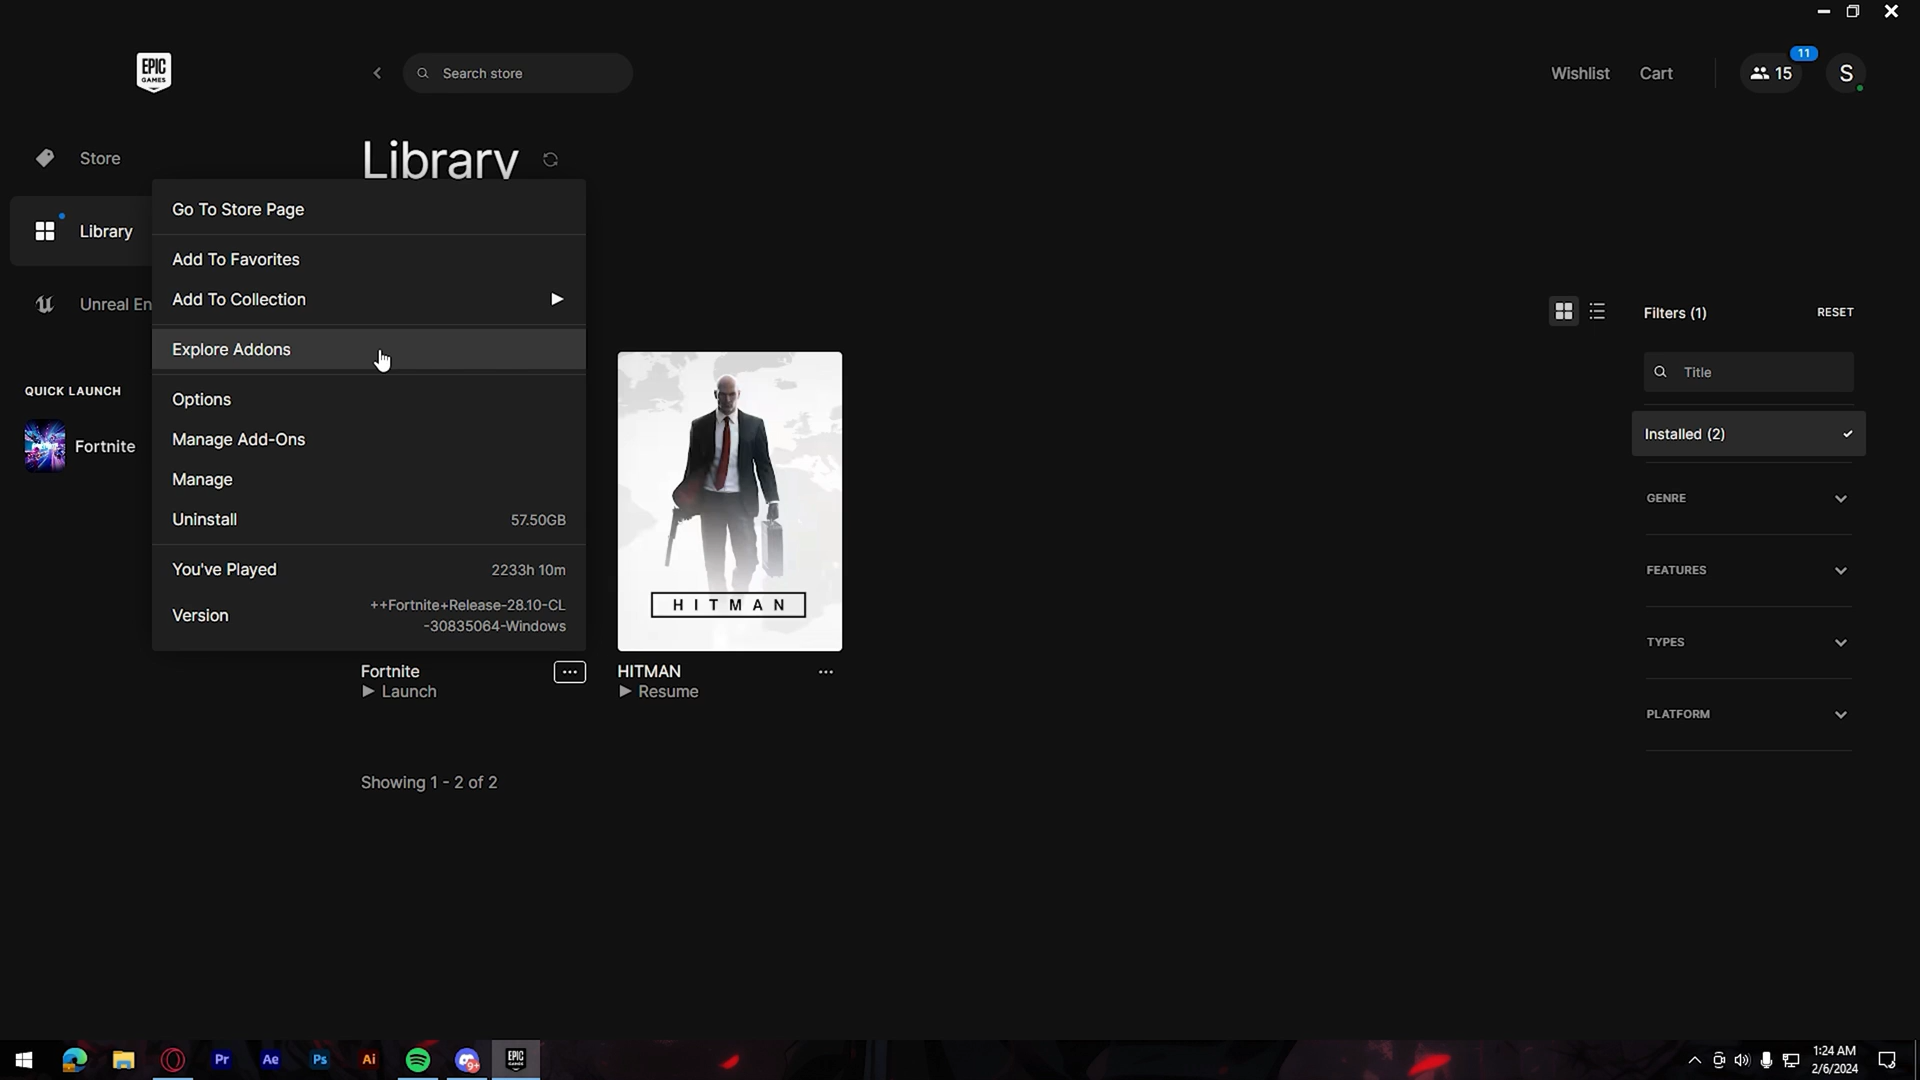 EPIC
GAMES
Search store
Wishlist
Cart
15
11
S
Store
Library
Library
Unreal En
QUICK LAUNCH
Fortnite
Go To Store Page
Add To Favorites
Add To Collection
Explore Addons
Options
Manage Add-Ons
Manage
Uninstall 57.50GB
You've Played 2233h 10m
Version ++Fortnite+Release-28.10-CL
-30835064-Windows
Fortnite
Launch
HITMAN
HITMAN
Resume
Showing 1 - 2 of 2
Filters (1) RESET
Title
Installed (2)
GENRE
FEATURES
TYPES
PLATFORM
Pr
Ae
Ps
Ai
9+
EPIC
GAMES
1:24 AM
2/6/2024